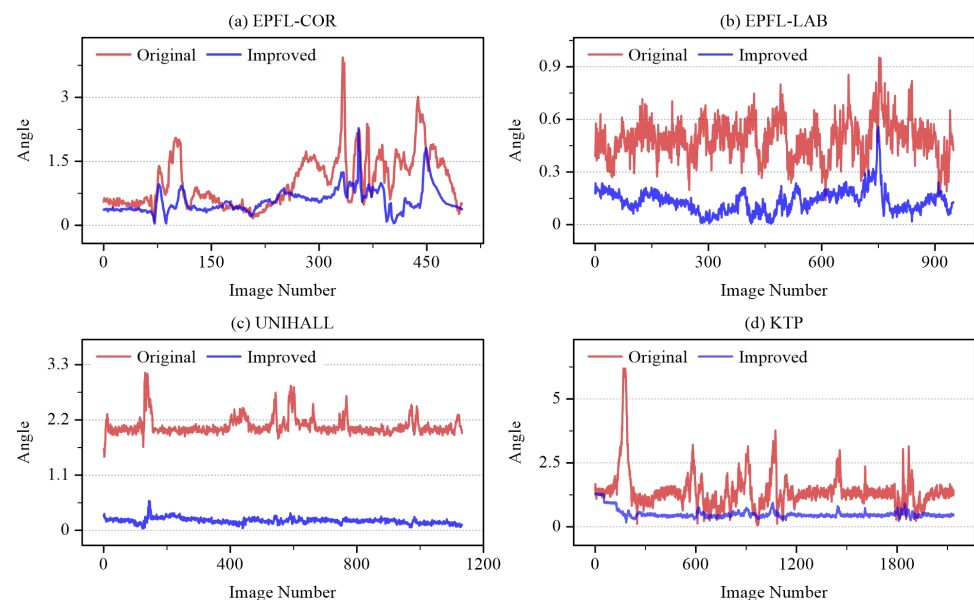 (a) EPFL-COR
Original Improved
3
1.5
0
Angle
0 150 300 450
Image Number
(b) EPFL-LAB
Original Improved
0.9
0.6
0.3
0
Angle
0 300 600 900
Image Number
(c) UNIHALL
Original Improved
3.3
2.2
1.1
0
Angle
0 400 800 1200
Image Number
(d) KTP
Original Improved
5
2.5
0
Angle
0 600 1200 1800
Image Number